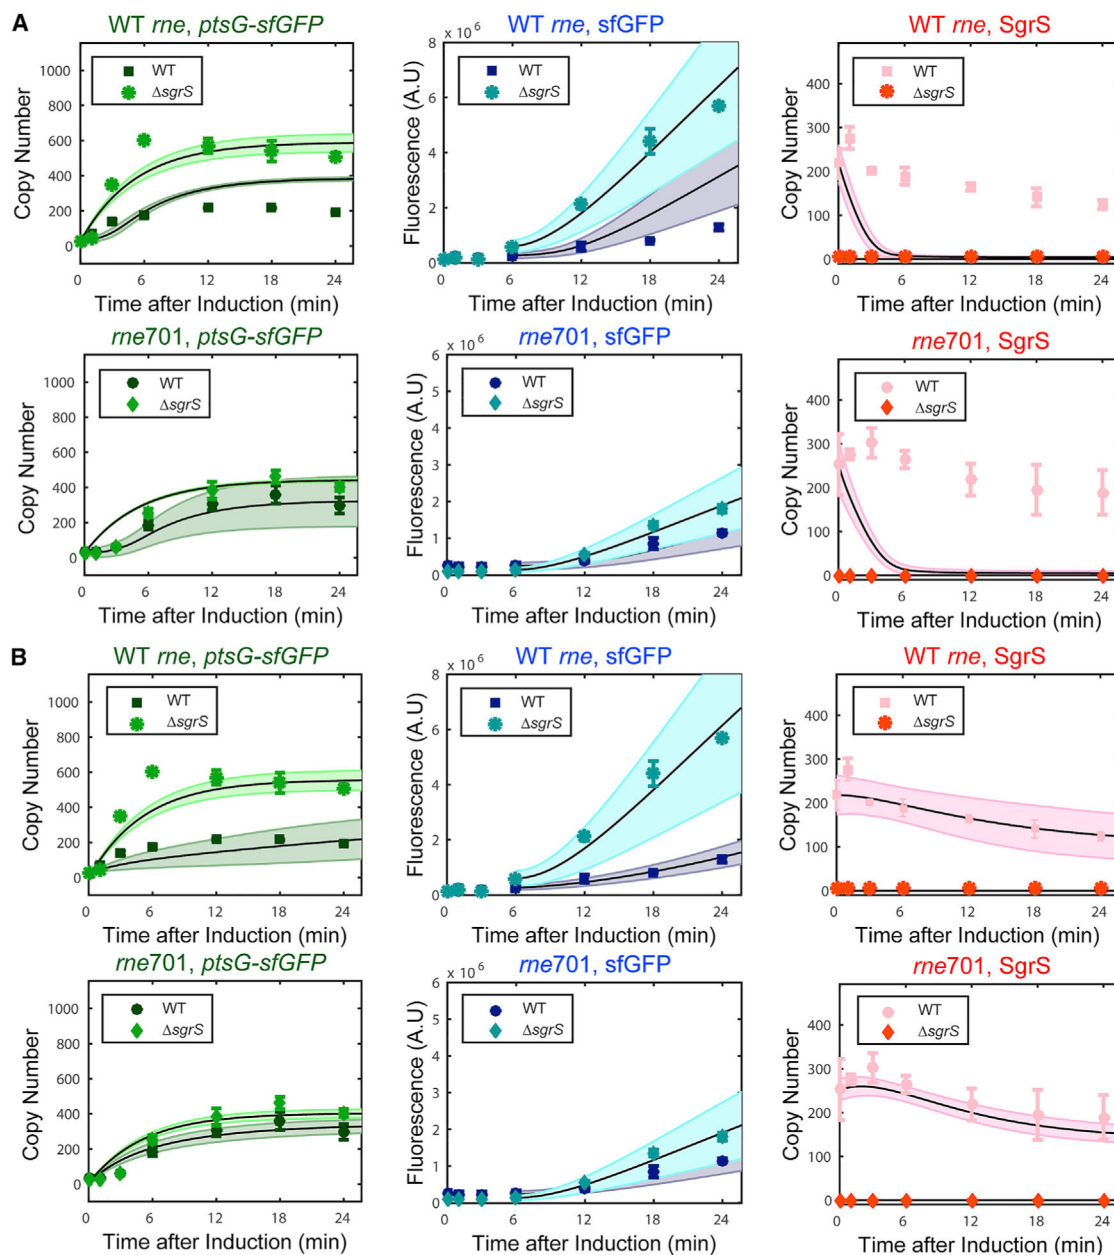 A
WT rne, ptsG-sfGFP
WT rne, sfGFP
WT rne, SgrS
Copy Number
1000
800
600
400
200
0
WT
ΔsgrS
0 6 12 18 24
Time after Induction (min)
Fluorescence (A.U)
x 10⁶
8
6
4
2
0
WT
ΔsgrS
0 6 12 18 24
Time after Induction (min)
Copy Number
400
300
200
100
0
WT
ΔsgrS
0 6 12 18 24
Time after Induction (min)
rne701, ptsG-sfGFP
rne701, sfGFP
rne701, SgrS
Copy Number
1000
800
600
400
200
0
WT
ΔsgrS
0 6 12 18 24
Time after Induction (min)
Fluorescence (A.U)
x 10⁶
6
5
4
3
2
1
0
WT
ΔsgrS
0 6 12 18 24
Time after Induction (min)
Copy Number
400
300
200
100
0
WT
ΔsgrS
0 6 12 18 24
Time after Induction (min)
B
WT rne, ptsG-sfGFP
WT rne, sfGFP
WT rne, SgrS
Copy Number
1000
800
600
400
200
0
WT
ΔsgrS
0 6 12 18 24
Time after Induction (min)
Fluorescence (A.U)
x 10⁶
8
6
4
2
0
WT
ΔsgrS
0 6 12 18 24
Time after Induction (min)
Copy Number
400
300
200
100
0
WT
ΔsgrS
0 6 12 18 24
Time after Induction (min)
rne701, ptsG-sfGFP
rne701, sfGFP
rne701, SgrS
Copy Number
1000
800
600
400
200
0
WT
ΔsgrS
0 6 12 18 24
Time after Induction (min)
Fluorescence (A.U)
x 10⁶
6
5
4
3
2
1
0
WT
ΔsgrS
0 6 12 18 24
Time after Induction (min)
Copy Number
400
300
200
100
0
WT
ΔsgrS
0 6 12 18 24
Time after Induction (min)